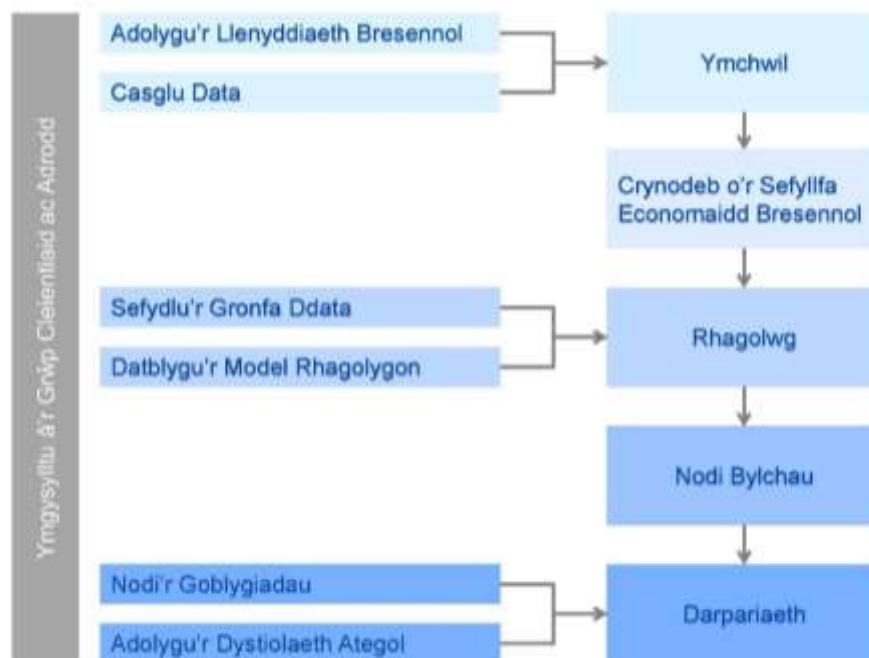 Ymgysylltu â'r Grŵp Cleientiaid ac Adrodd
Adolygu'r Llenyddiaeth Bresennol
Casglu Data
Ymchwil
Crynodeb o'r Sefyllfa
Economaidd Bresennol
Sefydlu'r Gronfa Ddata
Datblygu'r Model Rhagolygon
Rhagolwg
Nodi Bylchau
Nodi'r Goblygiadau
Adolygu'r Dystiolaeth Ategol
Darpariaeth